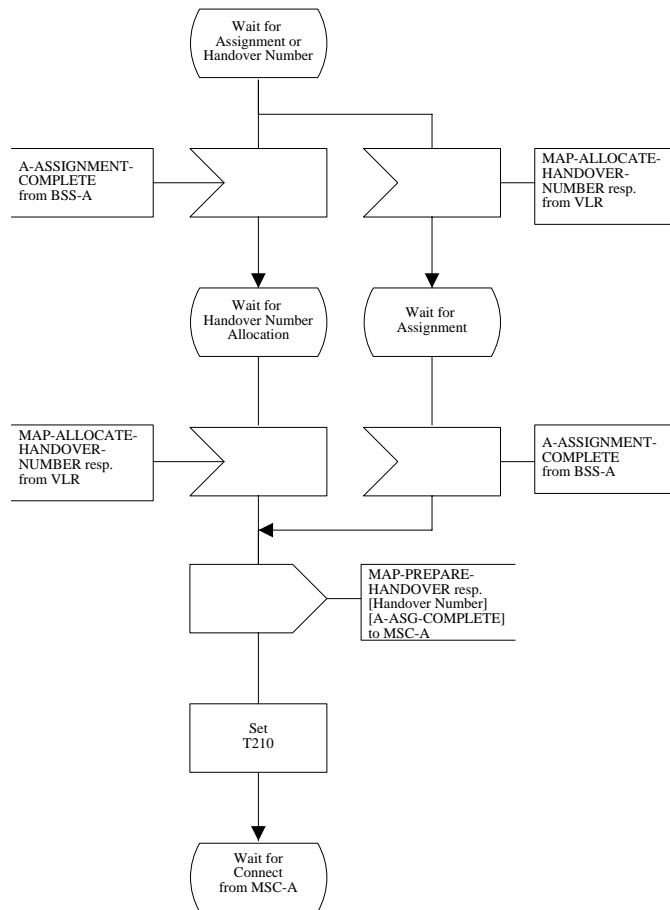 Wait for
Assignment or
Handover Number
A-ASSIGNMENT-
COMPLETE
from BSS-A
MAP-ALLOCATE-
HANDOVER-
NUMBER resp.
from VLR
Wait for
Handover Number
Allocation
Wait for
Assignment
MAP-ALLOCATE-
HANDOVER-
NUMBER resp.
from VLR
A-ASSIGNMENT-
COMPLETE
from BSS-A
MAP-PREPARE-
HANDOVER resp.
[Handover Number]
[A-ASG-COMPLETE]
to MSC-A
Set
T210
Wait for
Connect
from MSC-A